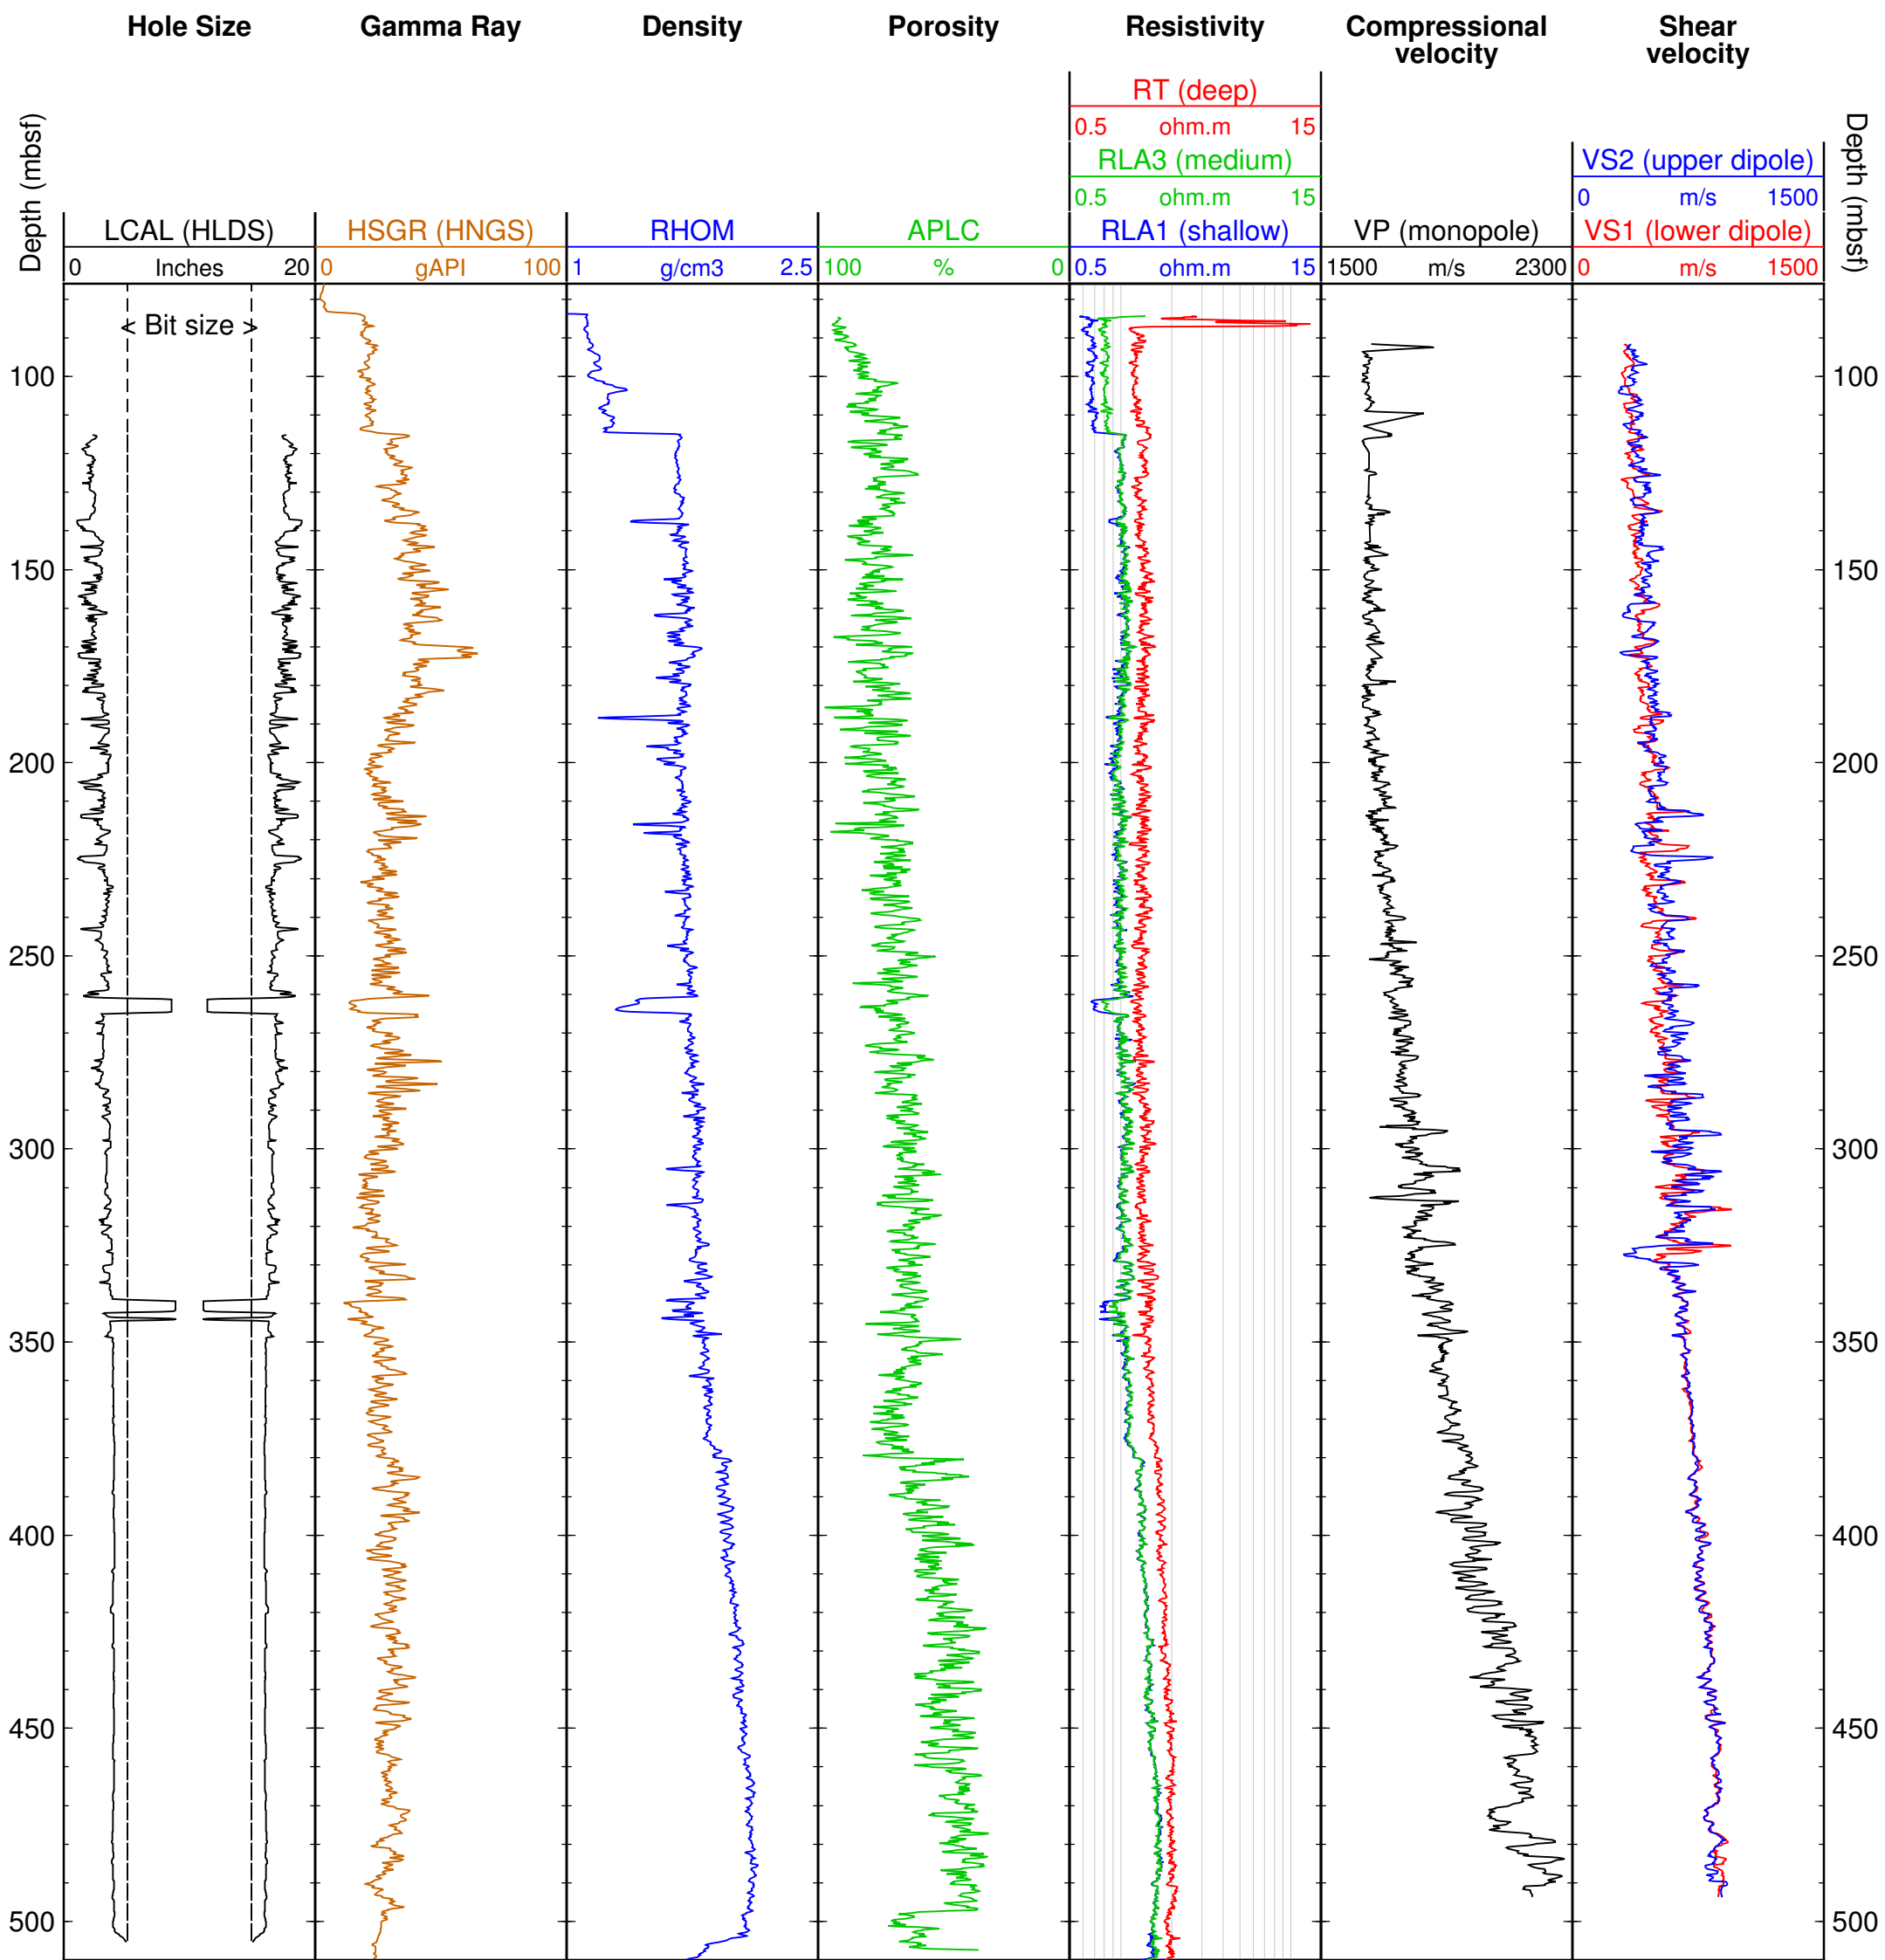 Hole Size Gamma Ray Density Porosity Resistivity Compressional velocity Shear velocity
RT (deep)
0.5 ohm.m 15
RLA3 (medium) VS2 (upper dipole)
0.5 ohm.m 15 0 m/s 1500
Depth (mbsf) LCAL (HLDS) HSGR (HNGS) RHOM APLC RLA1 (shallow) VP (monopole) VS1 (lower dipole) Depth (mbsf)
0 Inches 20 0 gAPI 100 1 g/cm3 2.5 100 % 0 0.5 ohm.m 15 1500 m/s 2300 0 m/s 1500
< Bit size >
100 100
150 150
200 200
250 250
300 300
350 350
400 400
450 450
500 500